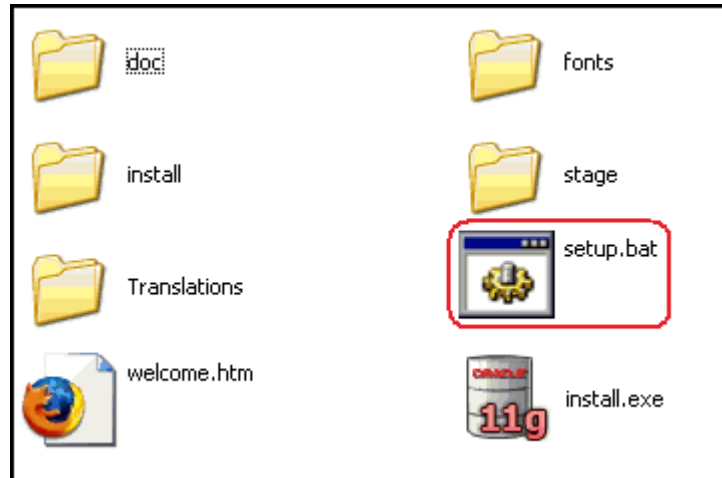 doc
fonts
install
stage
Translations
setup.bat
welcome.htm
install.exe
ORACLE
11g